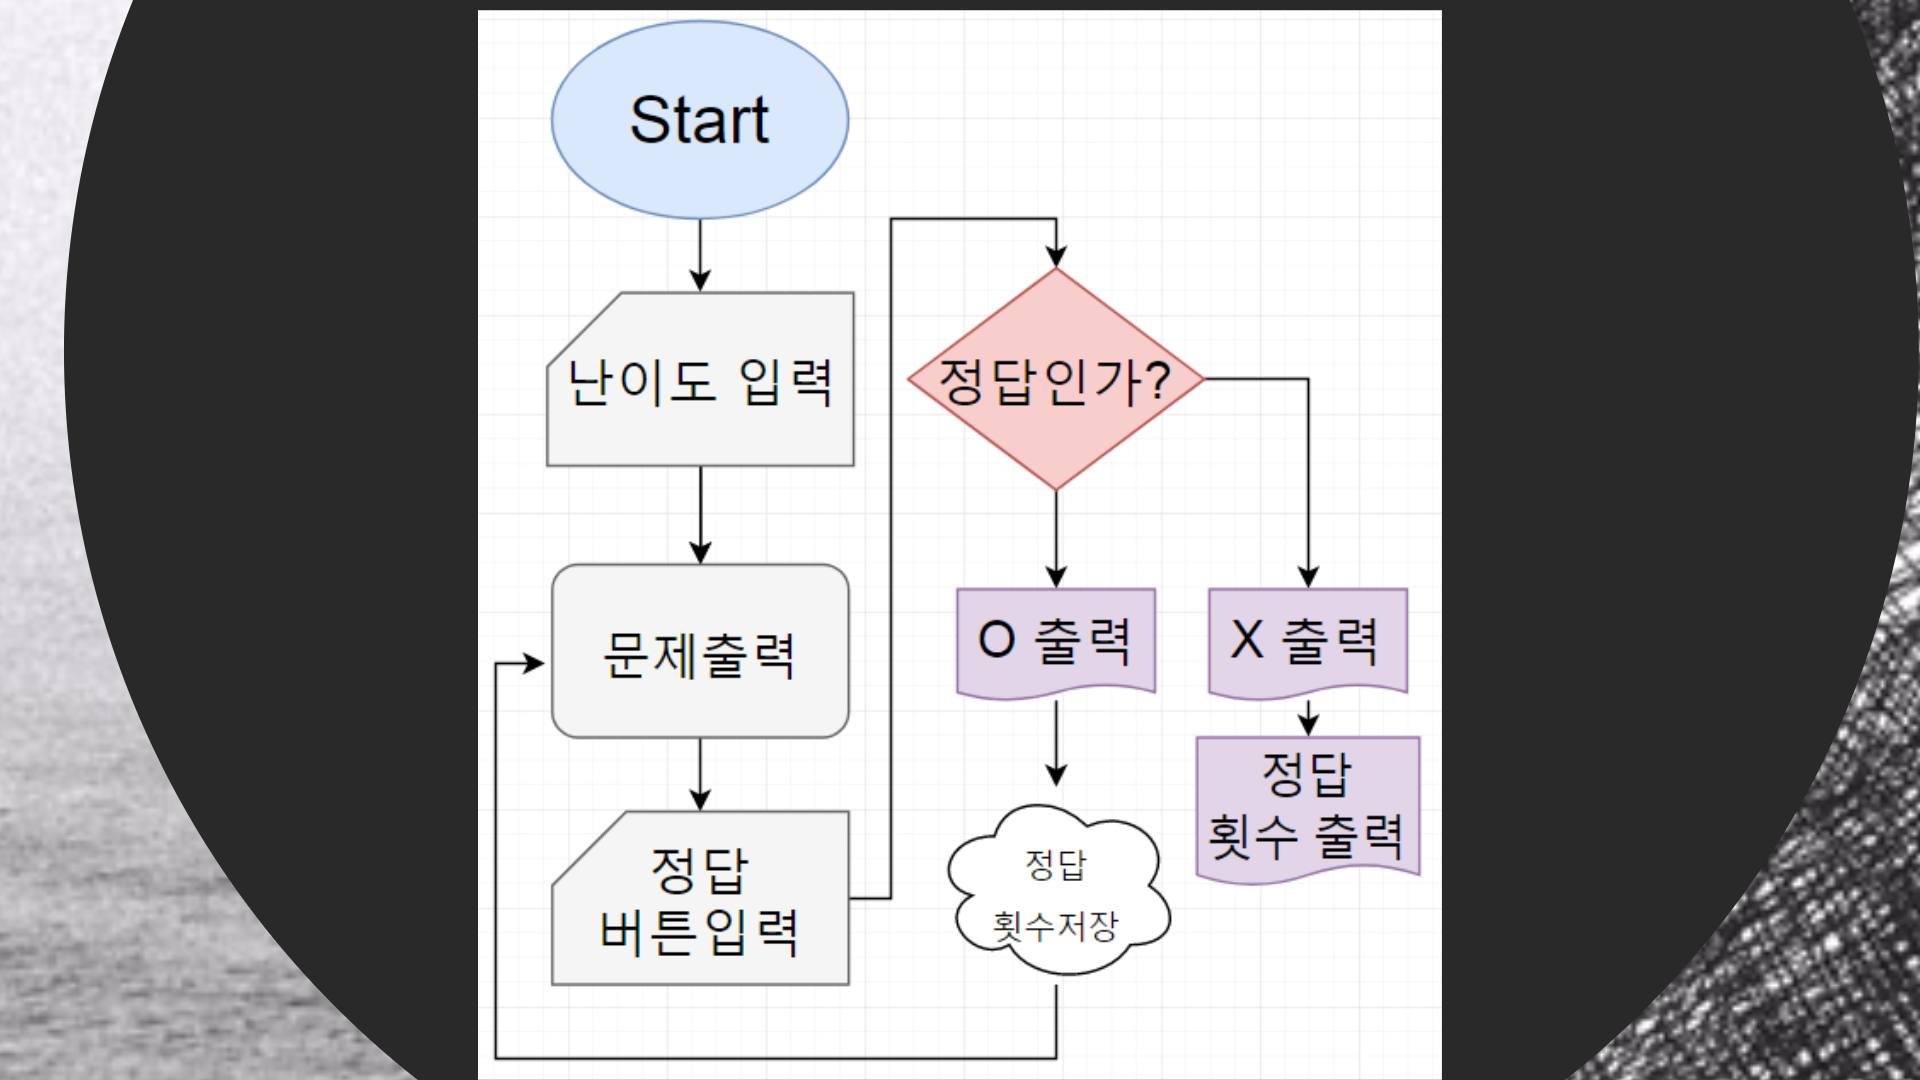 Start
난이도 입력
문제출력
정답
버튼입력
정답인가?
O 출력
X 출력
정답
횟수저장
정답
횟수 출력